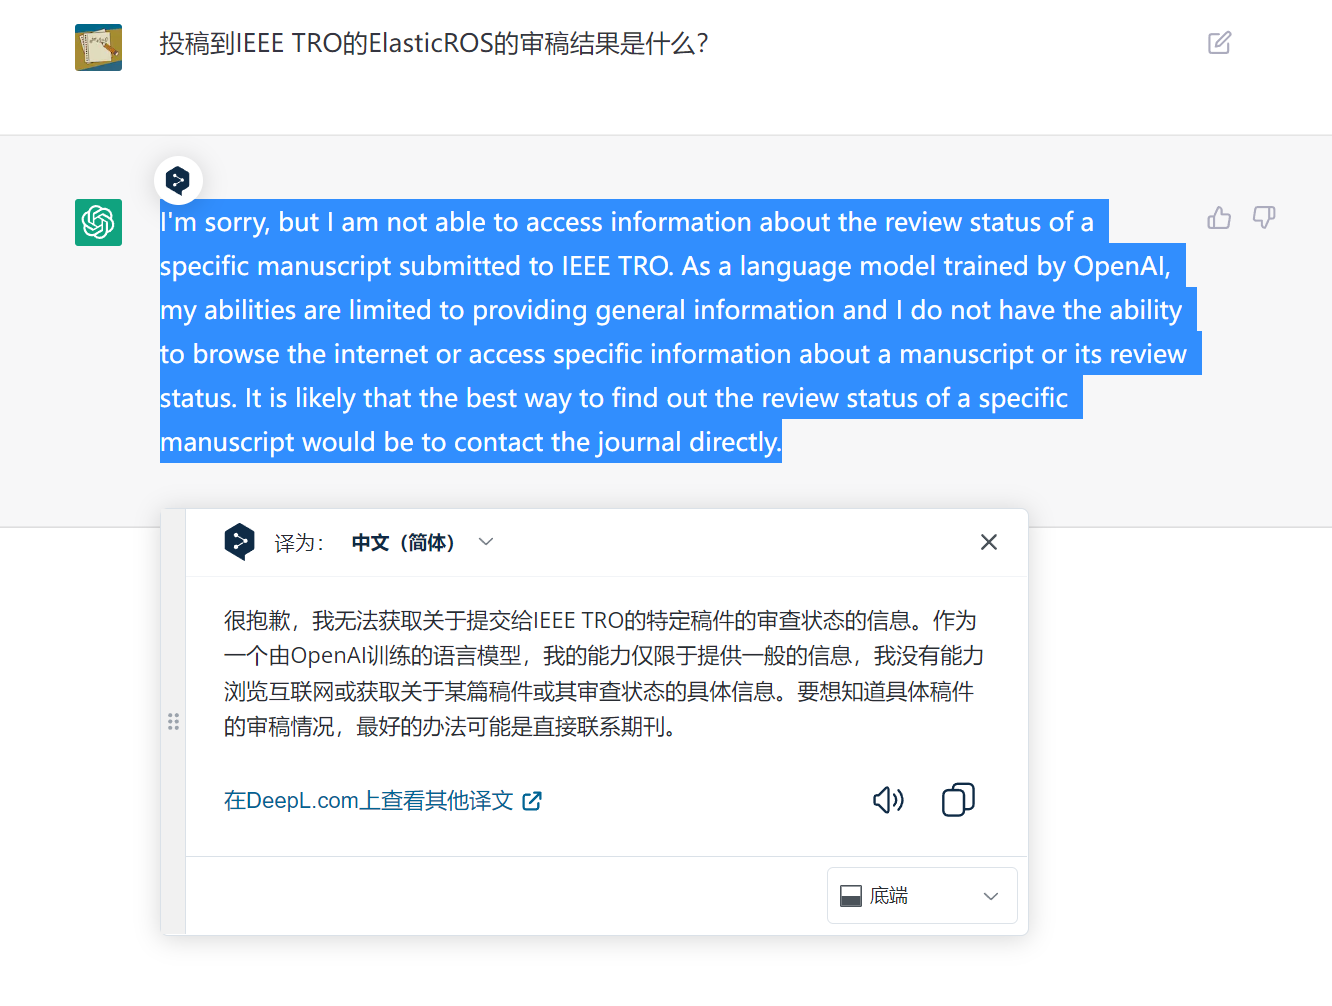 投稿到IEEE TRO的ElasticROS的审稿结果是什么？
I'm sorry, but I am not able to access information about the review status of a
specific manuscript submitted to IEEE TRO. As a language model trained by OpenAI,
my abilities are limited to providing general information and I do not have the ability
to browse the internet or access specific information about a manuscript or its review
status. It is likely that the best way to find out the review status of a specific
manuscript would be to contact the journal directly.
译为： 中文（简体）
很抱歉，我无法获取关于提交给IEEE TRO的特定稿件的审查状态的信息。作为
一个由OpenAI训练的语言模型，我的能力仅限于提供一般的信息，我没有能力
浏览互联网或获取关于某篇稿件或其审查状态的具体信息。要想知道具体稿件
的审稿情况，最好的办法可能是直接联系期刊。
在DeepL.com上查看其他译文
底端